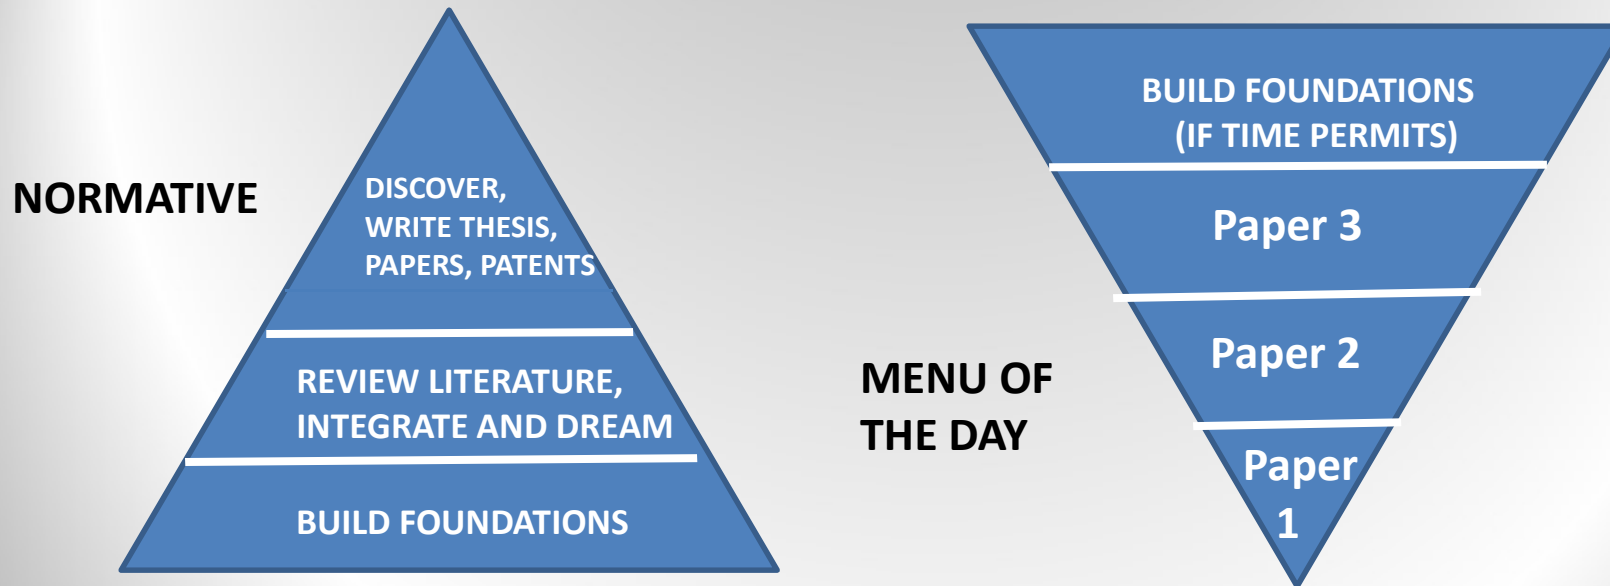 NORMATIVE
DISCOVER,
WRITE THESIS,
PAPERS, PATENTS
REVIEW LITERATURE,
INTEGRATE AND DREAM
BUILD FOUNDATIONS
MENU OF
THE DAY
BUILD FOUNDATIONS
(IF TIME PERMITS)
Paper 3
Paper 2
Paper
1